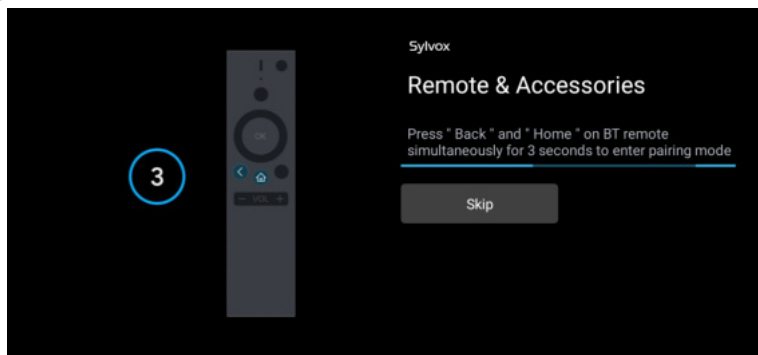 Sylvox
Remote & Accessories
Press " Back " and " Home " on BT remote
simultaneously for 3 seconds to enter pairing mode
Skip
3
OK
− VOL +